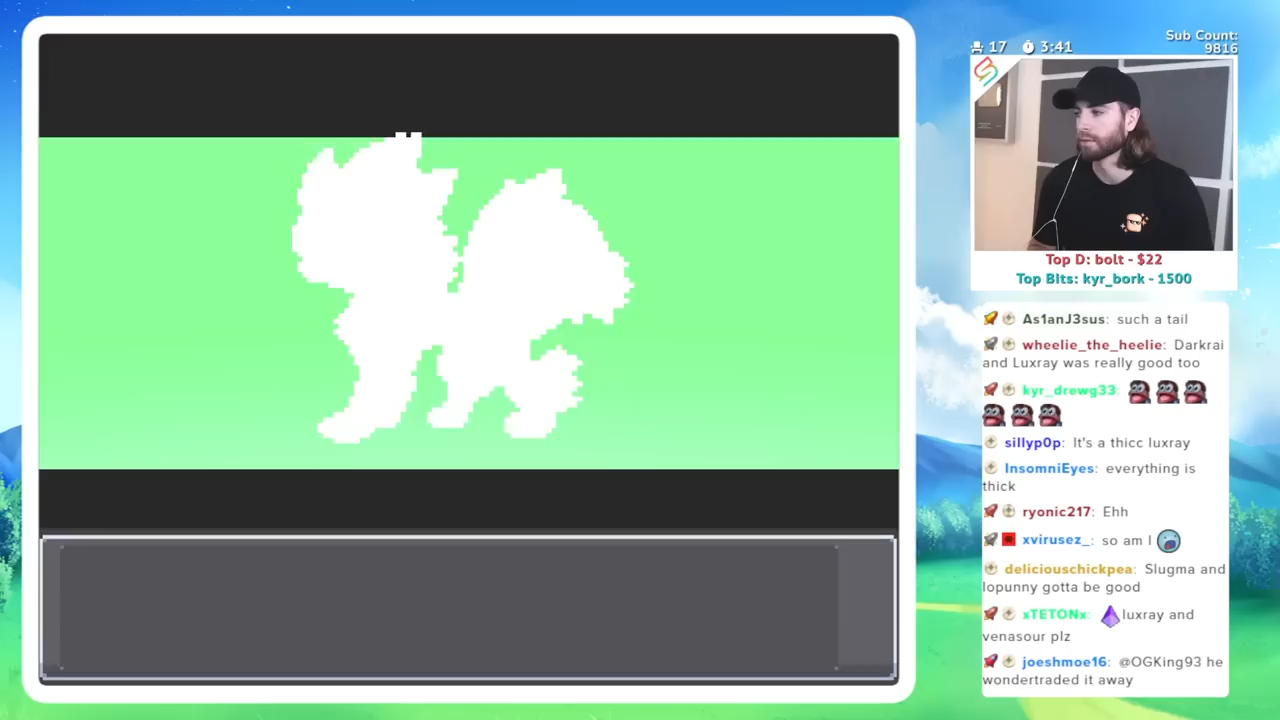 17 3:41
Sub Count:
9816
Top D: bolt - $22
Top Bits: kyr_bork - 1500
As1anJ3sus: such a tail
wheelie_the_heelie: Darkrai
and Luxray was really good too
kyr_drewg33:
sillyp0p: It's a thicc luxray
InsomniEyes: everything is
thick
ryonic217: Ehh
xvirusez_: so am I
deliciouschickpea: Slugma and
lopunny gotta be good
xTETONx: luxray and
venasour plz
joeshmoe16: @OGKing93 he
wondertraded it away